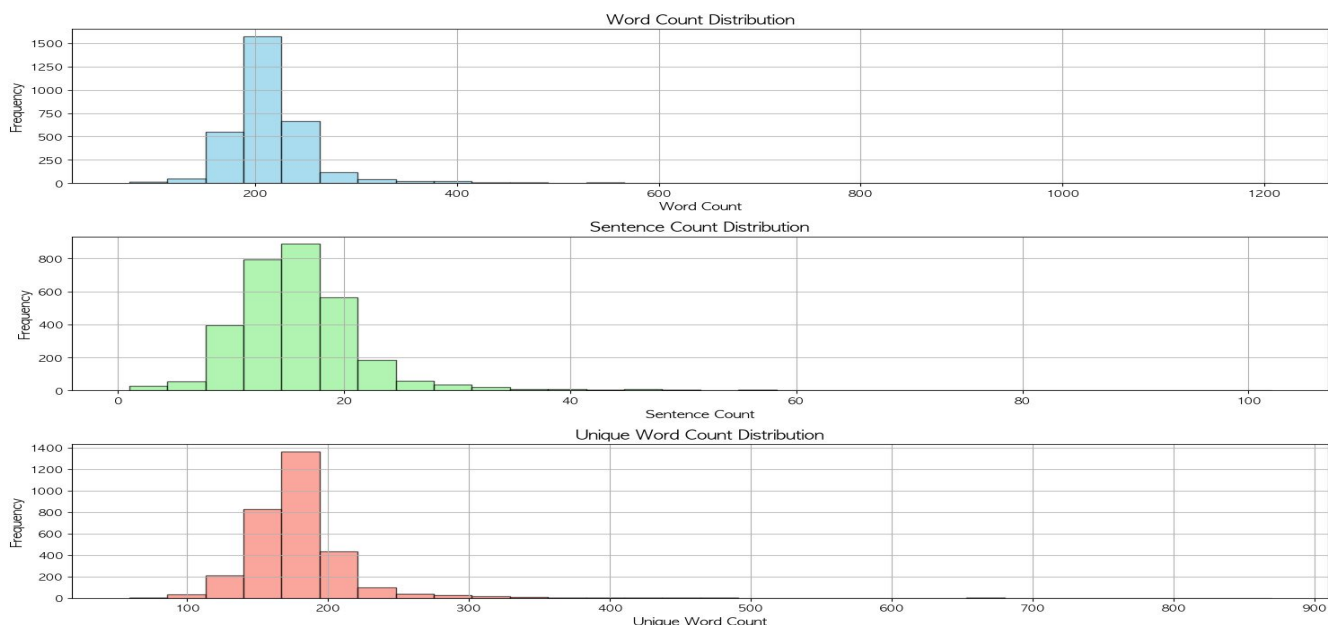 Word Count Distribution
Frequency
1500
1250
1000
750
500
250
0
200 400 600 800 1000 1200
Word Count
Sentence Count Distribution
Frequency
800
600
400
200
0
0 20 40 60 80 100
Sentence Count
Unique Word Count Distribution
Frequency
1400
1200
1000
800
600
400
200
0
100 200 300 400 500 600 700 800 900
Unique Word Count